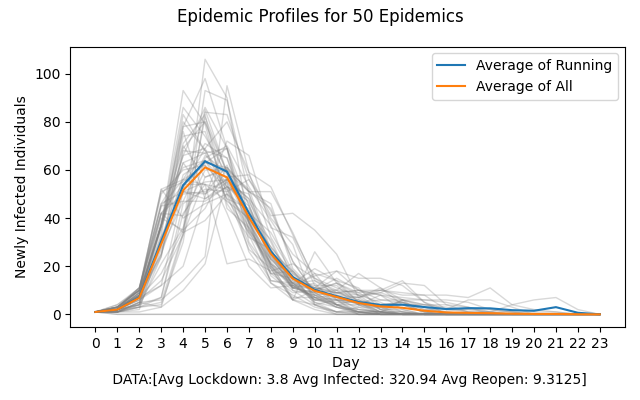 Epidemic Profiles for 50 Epidemics
Newly Infected Individuals
100
80
60
40
20
0
Average of Running
Average of All
0 1 2 3 4 5 6 7 8 9 10 11 12 13 14 15 16 17 18 19 20 21 22 23
Day
DATA:[Avg Lockdown: 3.8 Avg Infected: 320.94 Avg Reopen: 9.3125]